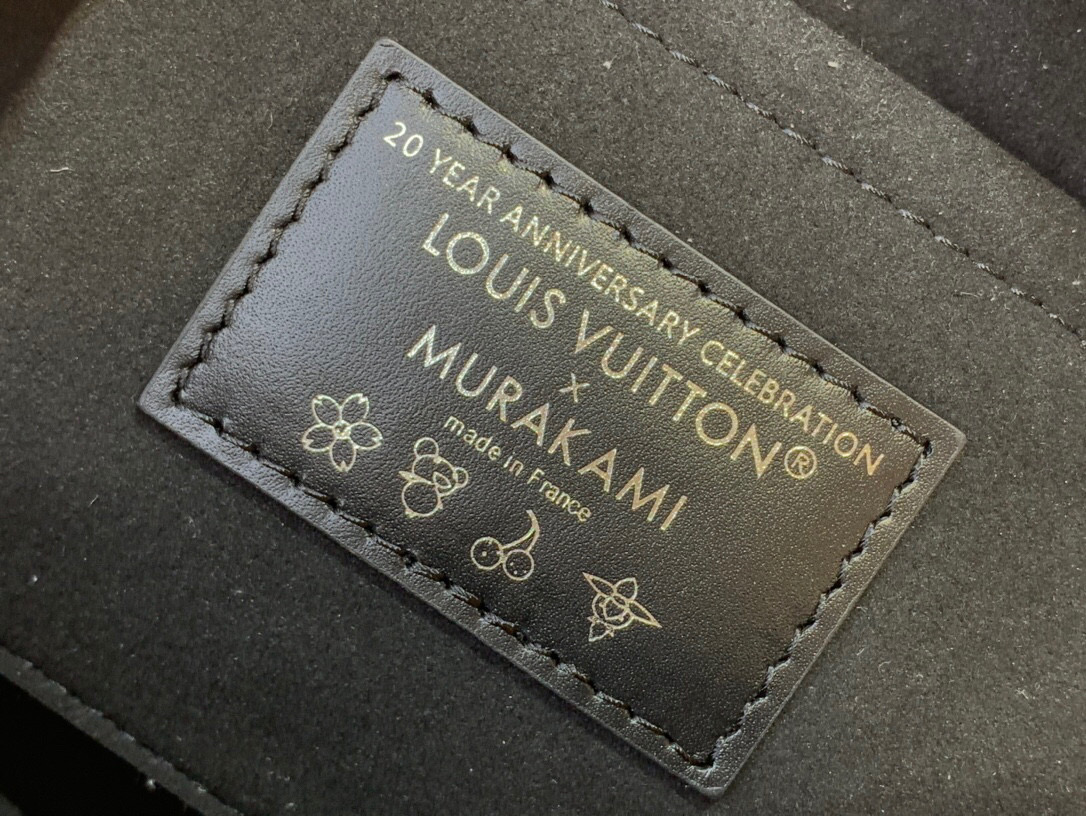 20 YEAR ANNIVERSARY CELEBRATION
LOUIS VUITTON®
x
MURAKAMI
made in France